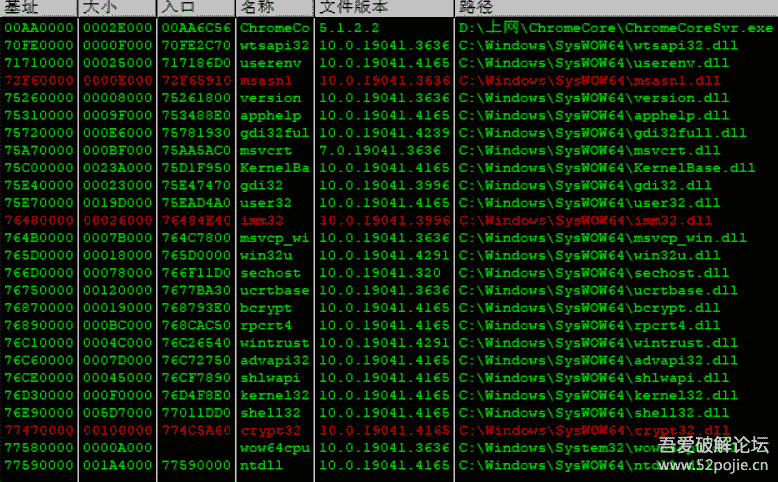 基址 大小 入口 名称 文件版本 路径
00AA0000 0002E000 00AA6C56 ChromeCo 5.1.2.2 D:\上网\ChromeCore\ChromeCoreSvr.exe
70FE0000 0000F000 70FE2C70 wtsapi32 10.0.19041.3636 C:\Windows\SysWOW64\wtsapi32.dll
71710000 00025000 717186D0 userenv 10.0.19041.4165 C:\Windows\SysWOW64\userenv.dll
72F60000 0000E000 72F65910 msasn1 10.0.19041.3636 C:\Windows\SysWOW64\msasn1.dll
75260000 00008000 75261800 version 10.0.19041.3636 C:\Windows\SysWOW64\version.dll
75310000 0009F000 753488E0 apphelp 10.0.19041.4165 C:\Windows\SysWOW64\apphelp.dll
75720000 000E6000 75781930 gdi32ful 10.0.19041.4239 C:\Windows\SysWOW64\gdi32full.dll
75A70000 000BF000 75AA5AC0 msvcrt 7.0.19041.3636 C:\Windows\SysWOW64\msvcrt.dll
75C00000 0023A000 75D1F950 KernelBa 10.0.19041.4165 C:\Windows\SysWOW64\KernelBase.dll
75E40000 00023000 75E47470 gdi32 10.0.19041.3996 C:\Windows\SysWOW64\gdi32.dll
75E70000 0019D000 75EAD4A0 user32 10.0.19041.4165 C:\Windows\SysWOW64\user32.dll
76480000 00026000 76484E40 imm32 10.0.19041.3996 C:\Windows\SysWOW64\imm32.dll
764B0000 0007B000 764C7800 msvcp_wi 10.0.19041.3636 C:\Windows\SysWOW64\msvcp_win.dll
765D0000 00018000 765D0000 win32u 10.0.19041.4291 C:\Windows\SysWOW64\win32u.dll
766D0000 00078000 766F11D0 sechost 10.0.19041.320 C:\Windows\SysWOW64\sechost.dll
76750000 00120000 7677BA30 ucrtbase 10.0.19041.3636 C:\Windows\SysWOW64\ucrtbase.dll
76870000 00019000 768793E0 bcrypt 10.0.19041.4165 C:\Windows\SysWOW64\bcrypt.dll
76890000 000BC000 768CAC50 rpcrt4 10.0.19041.4165 C:\Windows\SysWOW64\rpcrt4.dll
76C10000 0004C000 76C26540 wintrust 10.0.19041.4291 C:\Windows\SysWOW64\wintrust.dll
76C60000 0007D000 76C72750 advapi32 10.0.19041.4165 C:\Windows\SysWOW64\advapi32.dll
76CE0000 00045000 76CF7890 shlwapi 10.0.19041.4165 C:\Windows\SysWOW64\shlwapi.dll
76D30000 000F0000 76D4F8E0 kernel32 10.0.19041.4165 C:\Windows\SysWOW64\kernel32.dll
76E90000 005D7000 77011DD0 shell32 10.0.19041.4165 C:\Windows\SysWOW64\shell32.dll
77470000 00100000 774C5A60 crypt32 10.0.19041.4165 C:\Windows\SysWOW64\crypt32.dll
77580000 0000A000 wow64cpu 10.0.19041.3636 C:\Windows\System32\
77590000 001A4000 77590000 ntdll 10.0.19041.4165 C:\Windows\SysWOW64\ntdll.dll
吾爱破解论坛
www.52pojie.cn